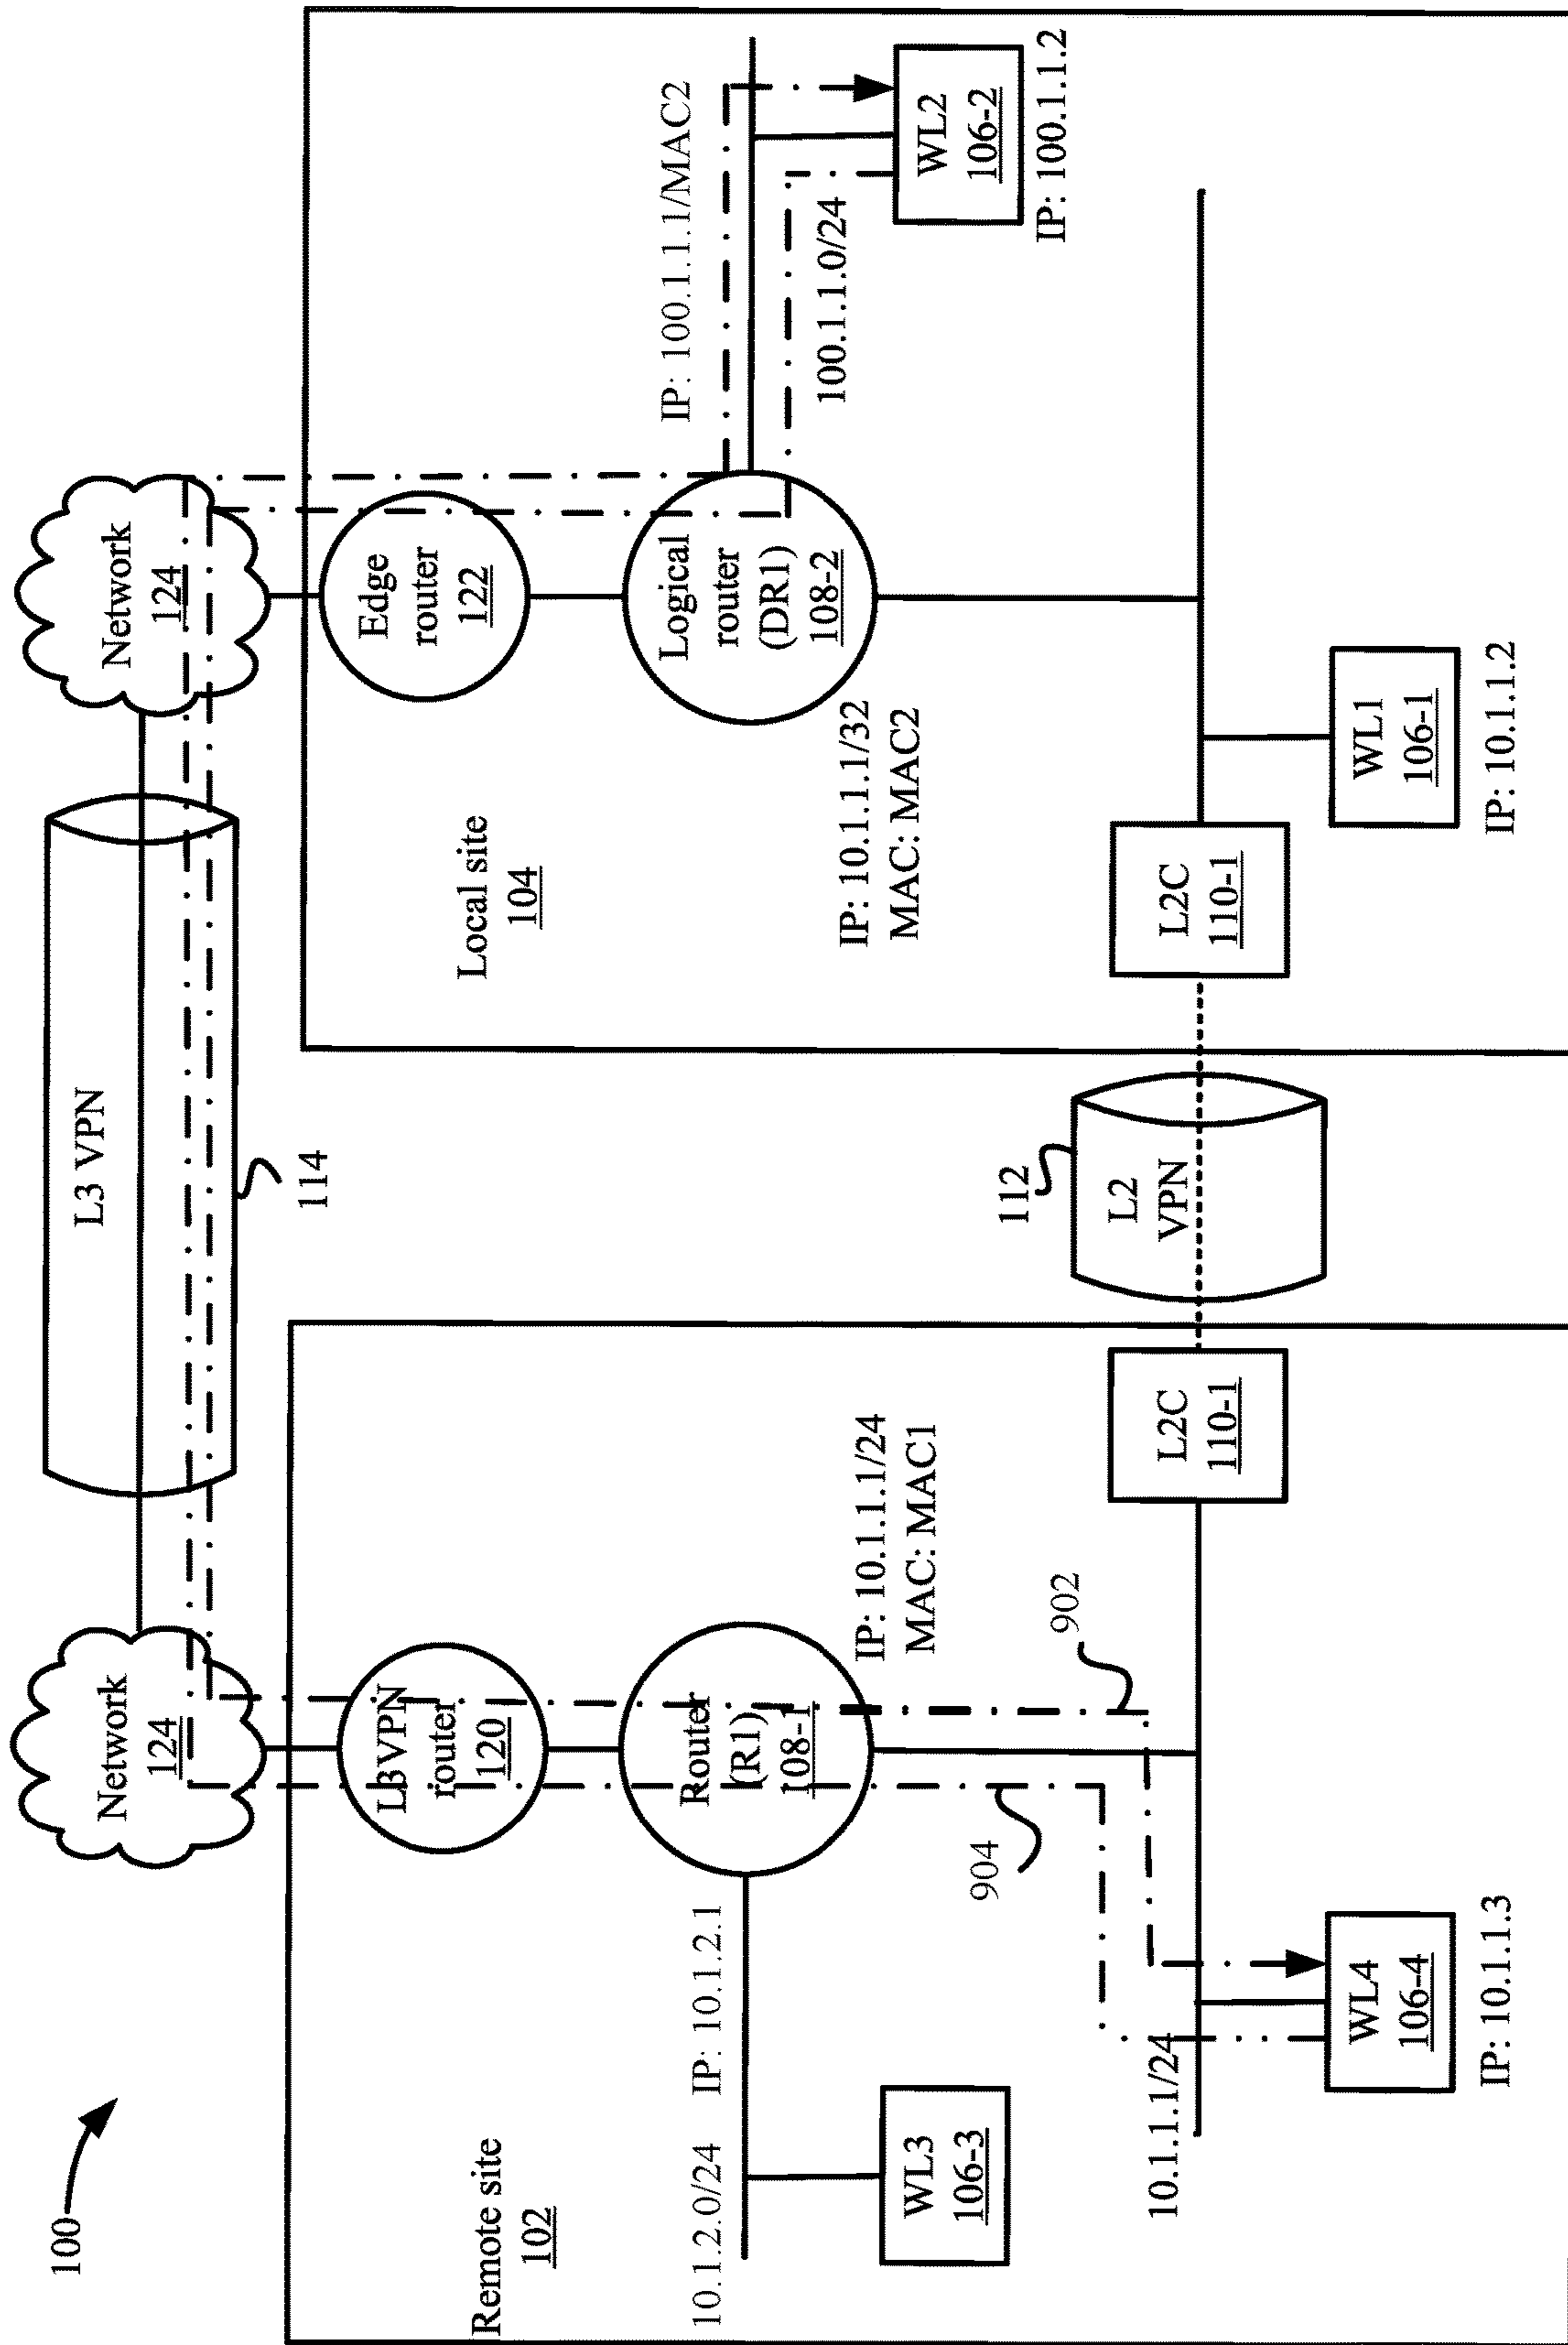 100
Network
124
L3 VPN
114
Network
124
Remote site
102
L3VPN
router
120
Router
(R1)
108-1
10.1.2.0/24
IP: 10.1.2.1
WL3
106-3
IP: 10.1.1.1/24
MAC: MAC1
904
902
10.1.1.1/24
WL4
106-4
IP: 10.1.1.3
L2C
110-1
112
L2
VPN
Local site
104
Edge
router
122
Logical
router
(DR1)
108-2
IP: 10.1.1.1/32
MAC: MAC2
IP: 100.1.1.1/MAC2
100.1.1.0/24
WL2
106-2
IP: 100.1.1.2
L2C
110-1
WL1
106-1
IP: 10.1.1.2